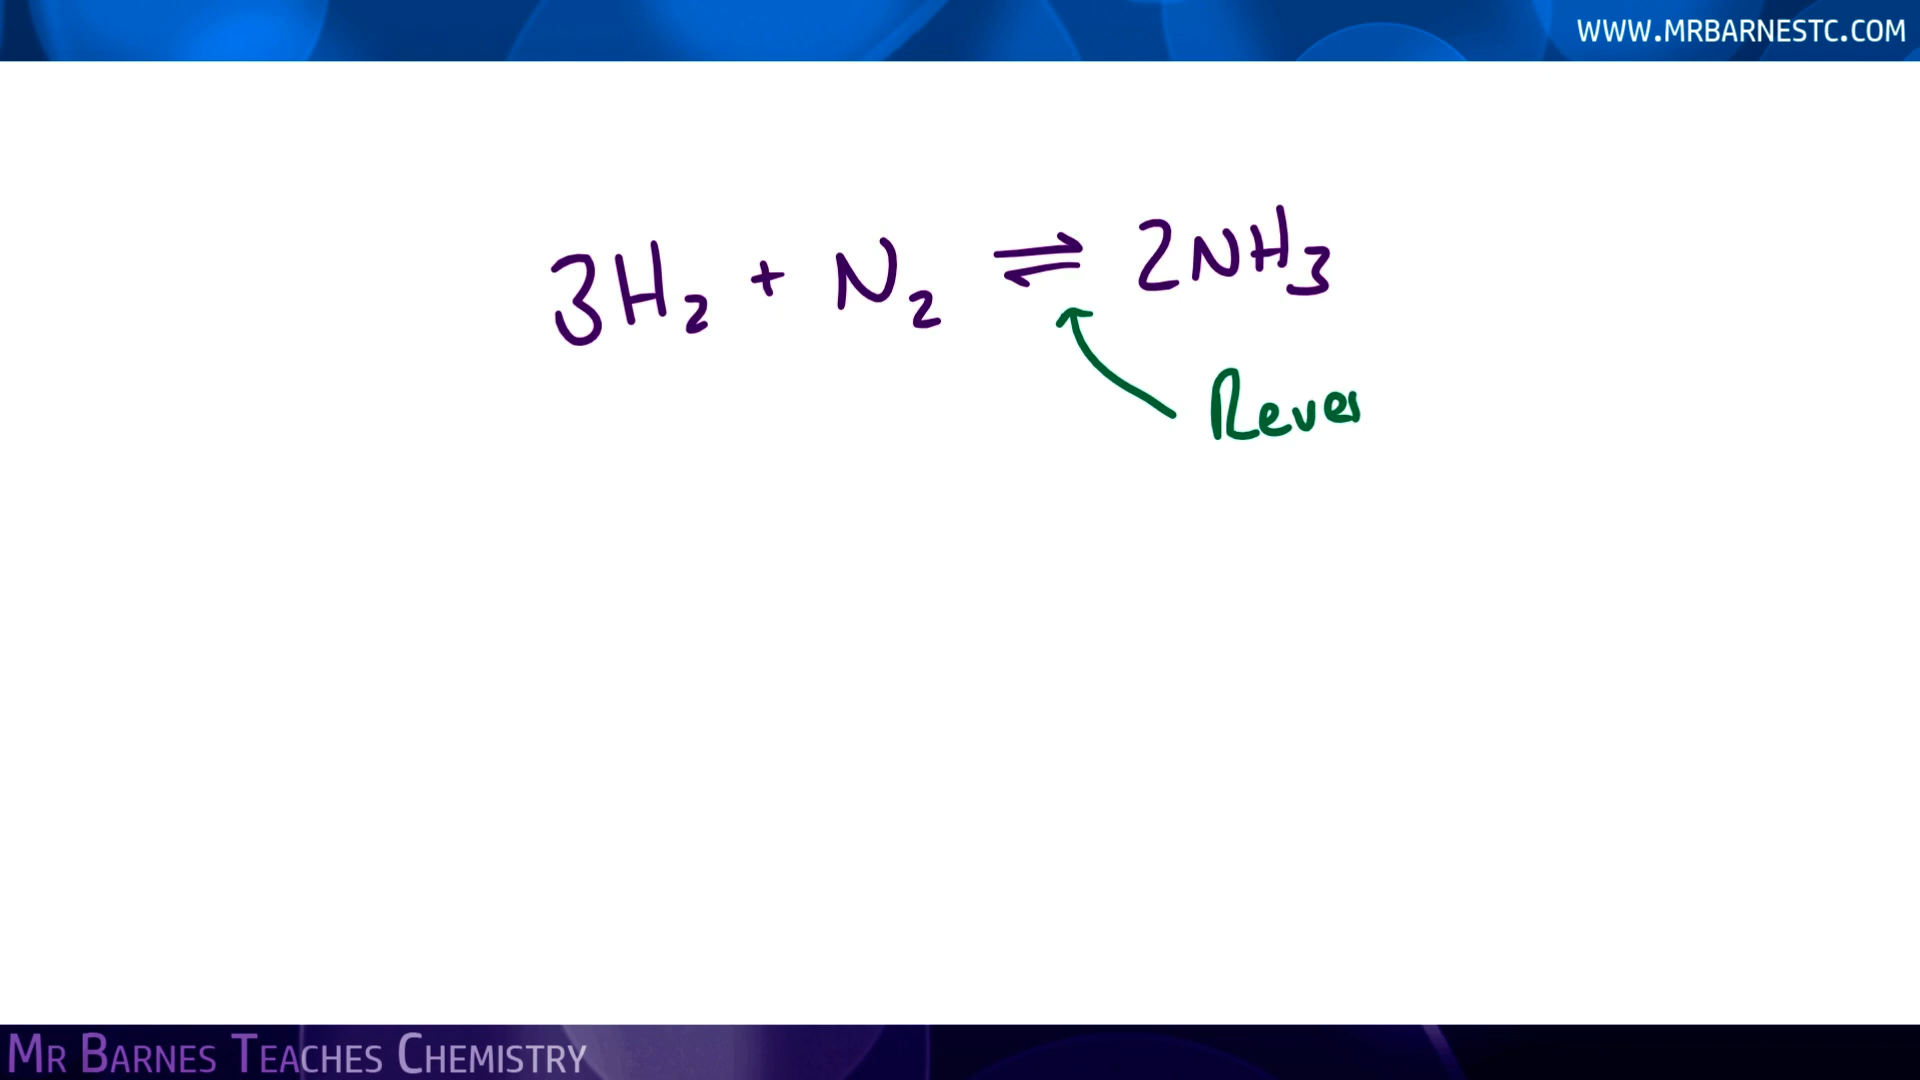 WWW.MRBARNESTC.COM
3H₂ + N₂ ⇌ 2NH₃
Rever
MR BARNES TEACHES CHEMISTRY